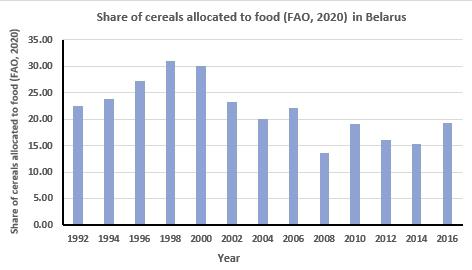 Share of cereals allocated to food (FAO, 2020) in Belarus
Share of cereals allocated to food (FAO, 2020)
35.00
30.00
25.00
20.00
15.00
10.00
5.00
0.00
1992 1994 1996 1998 2000 2002 2004 2006 2008 2010 2012 2014 2016
Year